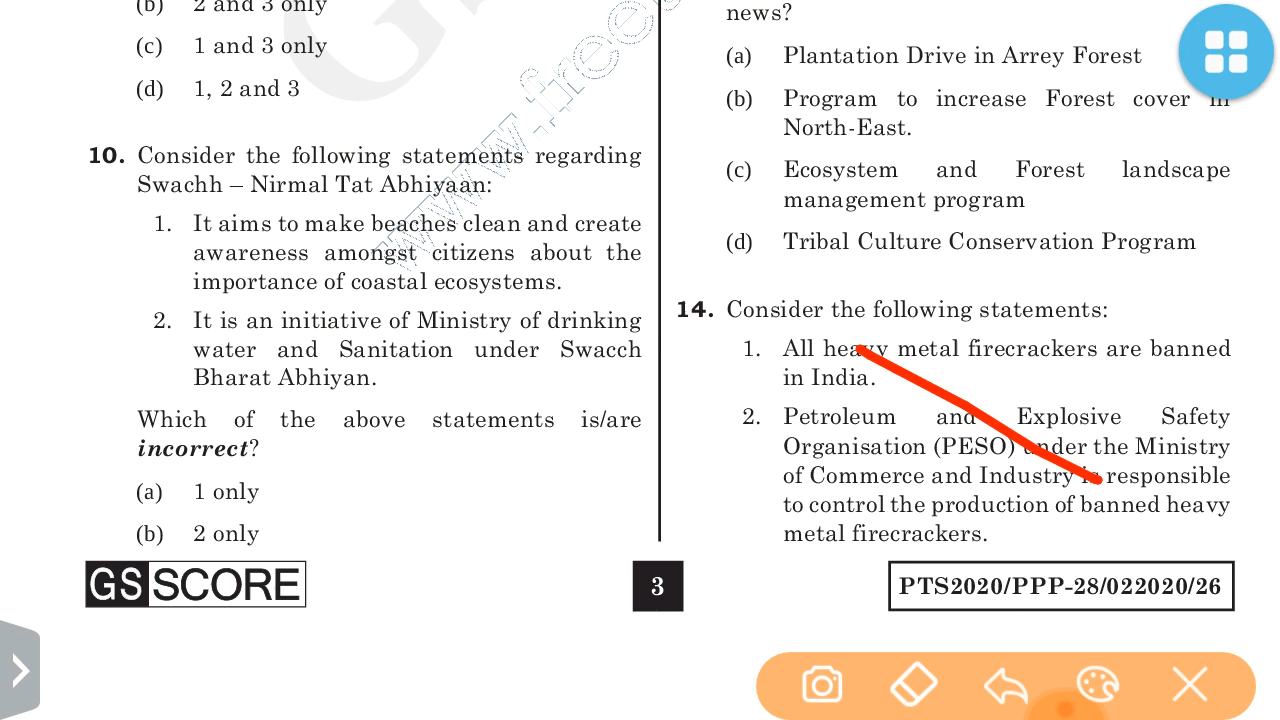 (b) 2 and 3 only
(c) 1 and 3 only
(d) 1, 2 and 3
10. Consider the following statements regarding
Swachh – Nirmal Tat Abhiyaan:
1. It aims to make beaches clean and create
awareness amongst citizens about the
importance of coastal ecosystems.
2. It is an initiative of Ministry of drinking
water and Sanitation under Swacch
Bharat Abhiyan.
Which of the above statements is/are
incorrect?
(a) 1 only
(b) 2 only
news?
(a) Plantation Drive in Arrey Forest
(b) Program to increase Forest cover in
North-East.
(c) Ecosystem and Forest landscape
management program
(d) Tribal Culture Conservation Program
14. Consider the following statements:
1. All heavy metal firecrackers are banned
in India.
2. Petroleum and Explosive Safety
Organisation (PESO) under the Ministry
of Commerce and Industry is responsible
to control the production of banned heavy
metal firecrackers.
GS SCORE
3
PTS2020/PPP-28/022020/26